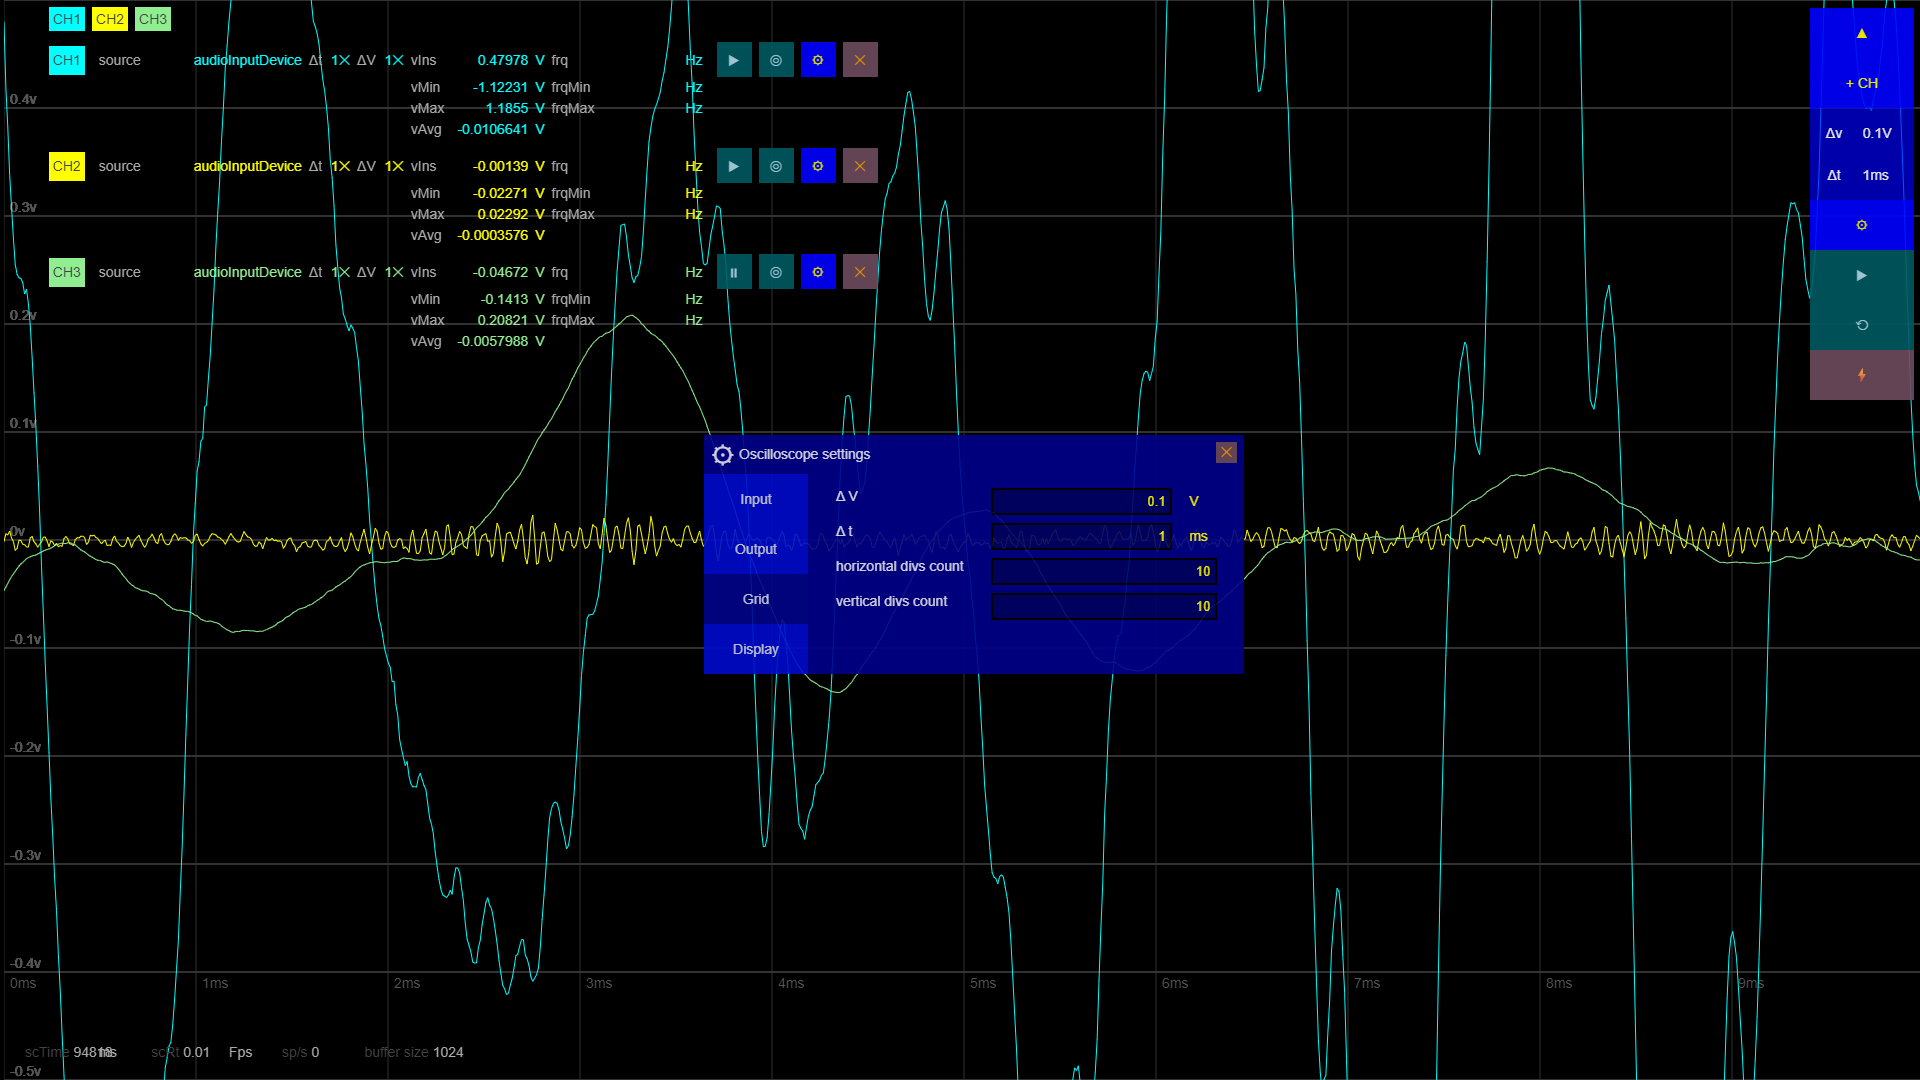 CH1 CH2 CH3
CH1 source audioInputDevice Δt 1× ΔV 1× vIns 0.47978 V frq Hz
vMin -1.12231 V frqMin Hz
vMax 1.1855 V frqMax Hz
vAvg -0.0106641 V
CH2 source audioInputDevice Δt 1× ΔV 1× vIns -0.00139 V frq Hz
vMin -0.02271 V frqMin Hz
vMax 0.02292 V frqMax Hz
vAvg -0.0003576 V
CH3 source audioInputDevice Δt 1× ΔV 1× vIns -0.04672 V frq Hz
vMin -0.1413 V frqMin Hz
vMax 0.20821 V frqMax Hz
vAvg -0.0057988 V
+ CH
Δv 0.1V
Δt 1ms
0.4v
0.3v
0.2v
0.1v
0v
-0.1v
-0.2v
-0.3v
-0.4v
-0.5v
Oscilloscope settings
Input
Output
Grid
Display
Δ V 0.1 V
Δ t 1 ms
horizontal divs count 10
vertical divs count 10
0ms 1ms 2ms 3ms 4ms 5ms 6ms 7ms 8ms 9ms
scTime ms scRt 0.01 Fps sp/s 0 buffer size 1024